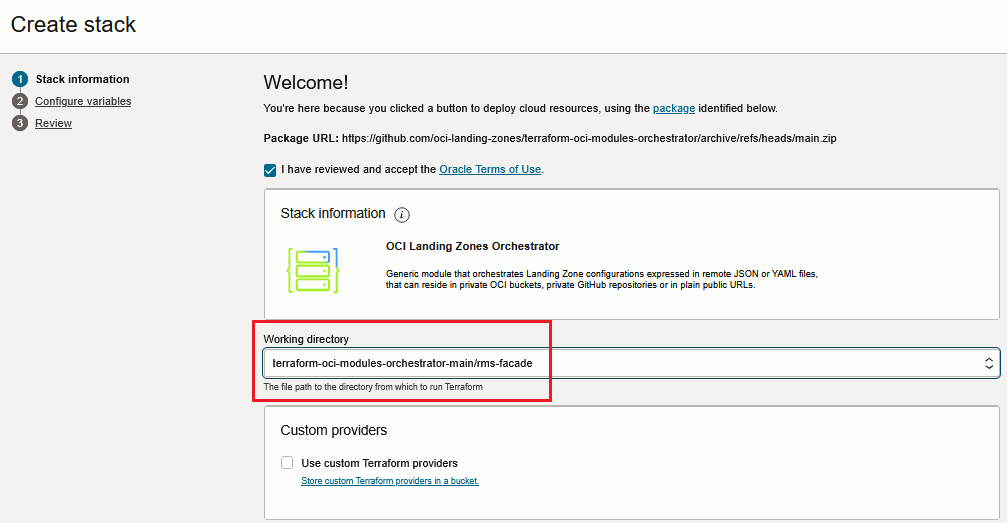 Create stack
1 Stack information
2 Configure variables
3 Review
Welcome!
You're here because you clicked a button to deploy cloud resources, using the package identified below.
Package URL: https://github.com/oci-landing-zones/terraform-oci-modules-orchestrator/archive/refs/heads/main.zip
I have reviewed and accept the Oracle Terms of Use.
Stack information i
OCI Landing Zones Orchestrator
Generic module that orchestrates Landing Zone configurations expressed in remote JSON or YAML files,
that can reside in private OCI buckets, private GitHub repositories or in plain public URLs.
Working directory
terraform-oci-modules-orchestrator-main/rms-facade
The file path to the directory from which to run Terraform
Custom providers
Use custom Terraform providers
Store custom Terraform providers in a bucket.